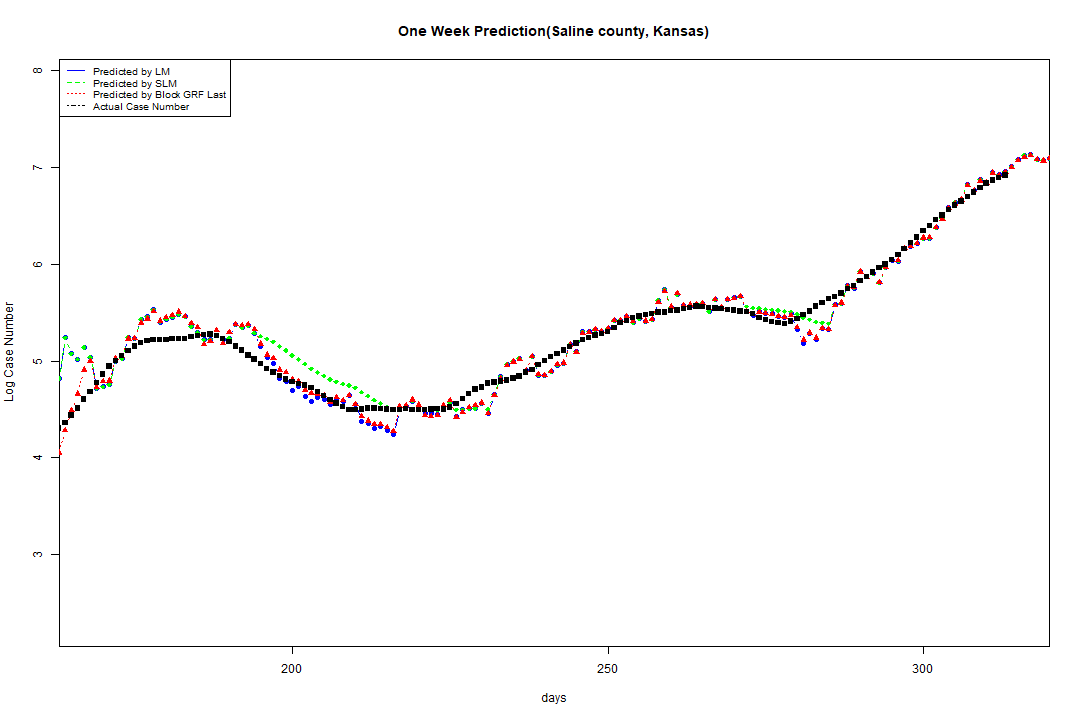 One Week Prediction(Saline county, Kansas)
Predicted by LM
Predicted by SLM
Predicted by Block GRF Last
Actual Case Number
8
7
6
5
4
3
Log Case Number
200
250
300
days